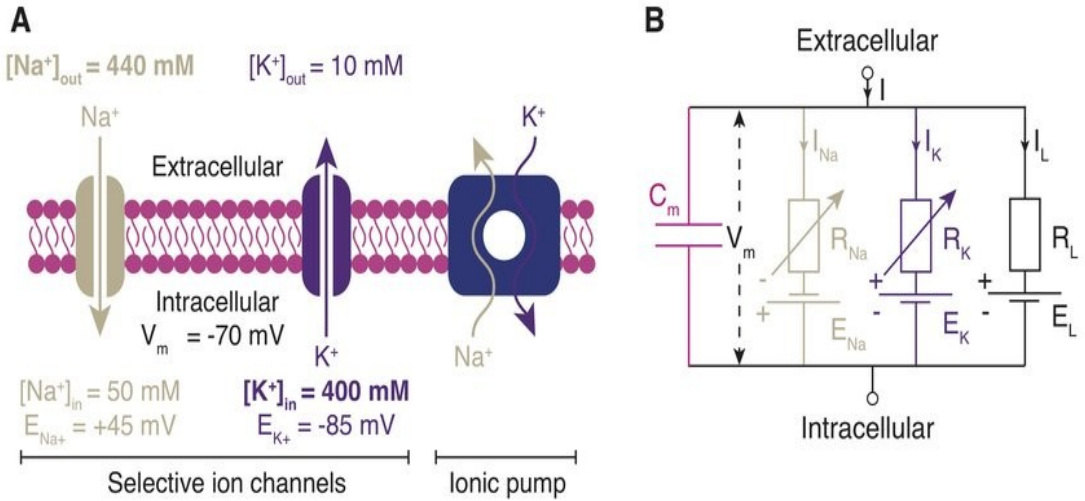 A
[Na⁺]out = 440 mM
[K⁺]out = 10 mM
Na⁺
K⁺
Extracellular
Intracellular
Vm = -70 mV
K⁺
Na⁺
[Na⁺]in = 50 mM
ENa+ = +45 mV
[K⁺]in = 400 mM
EK+ = -85 mV
Selective ion channels
Ionic pump
B
Extracellular
I
INa
IK
IL
Cm
Vm
RNa
RK
RL
-
+
+
-
+
-
ENa
EK
EL
Intracellular